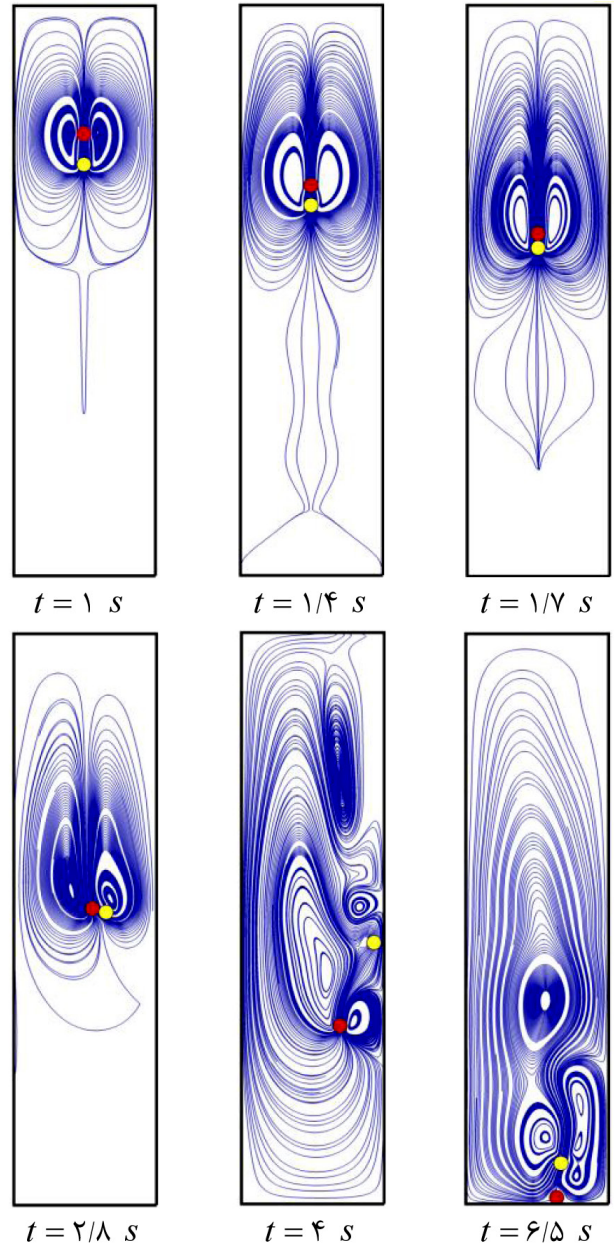 t = ۱ s
t = ۱/۴ s
t = ۱/۷ s
t = ۲/۸ s
t = ۴ s
t = ۶/۵ s